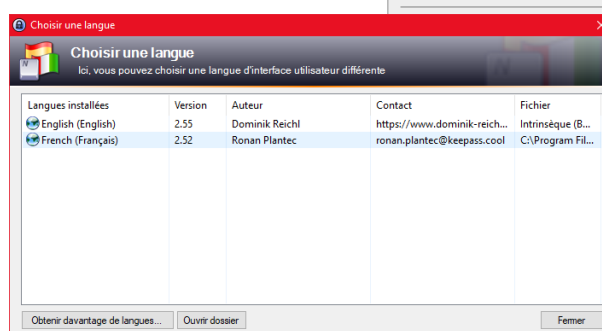 Choisir une langue
Choisir une langue
Ici, vous pouvez choisir une langue d'interface utilisateur différente
Langues installées Version Auteur Contact Fichier
English (English) 2.55 Dominik Reichl https://www.dominik-reich... Intrinsèque (B...
French (Français) 2.52 Ronan Plantec ronan.plantec@keepass.cool C:\Program Fil...
Obtenir davantage de langues... Ouvrir dossier Fermer